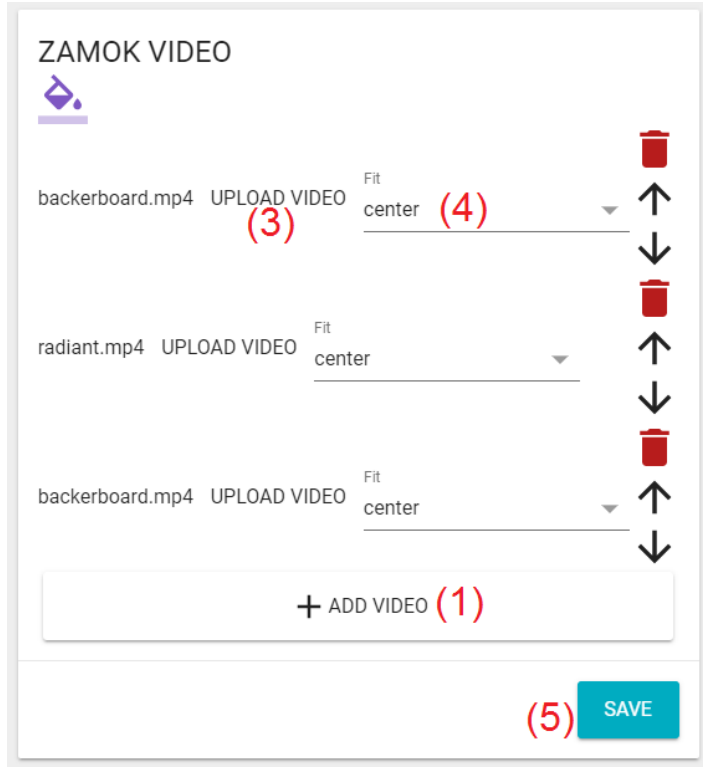 ZAMOK VIDEO
Fit
backerboard.mp4 UPLOAD VIDEO center (4)
(3)
Fit
radiant.mp4 UPLOAD VIDEO center
Fit
backerboard.mp4 UPLOAD VIDEO center
+ ADD VIDEO (1)
(5) SAVE